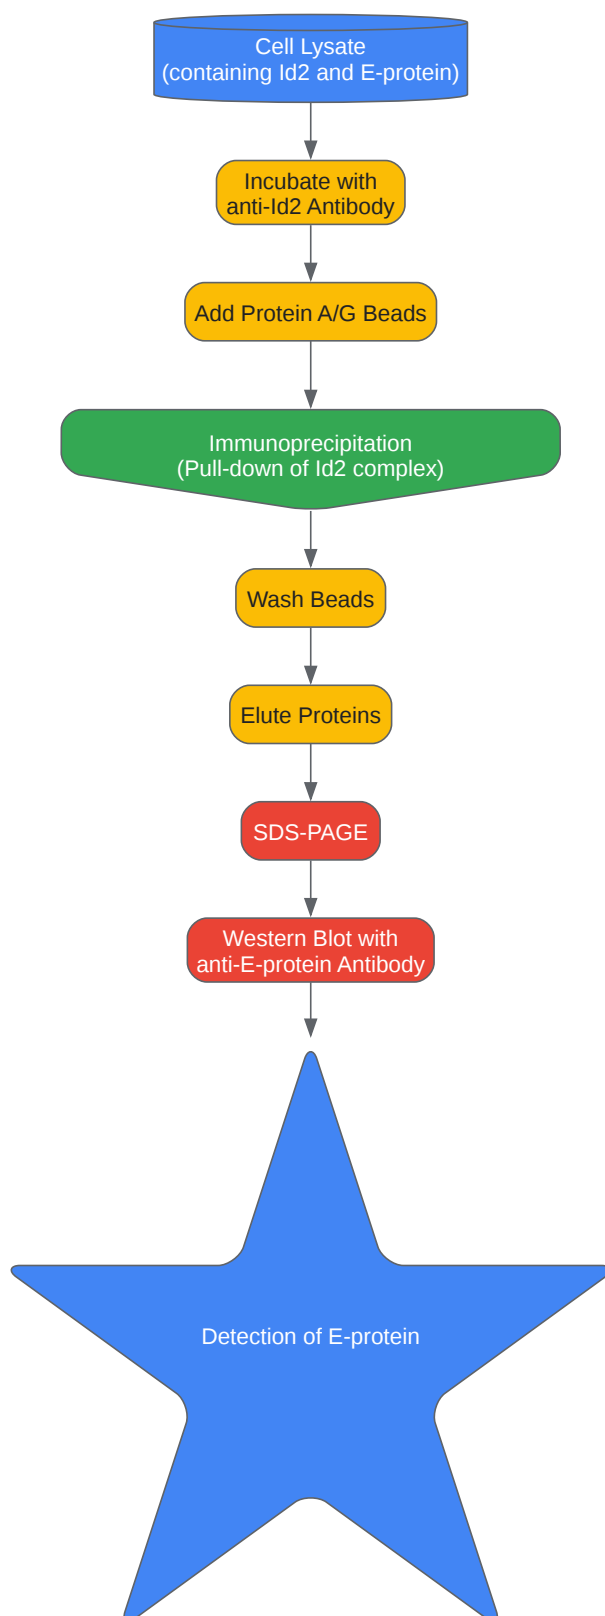 Cell Lysate
(containing Id2 and E-protein)
Incubate with
anti-Id2 Antibody
Add Protein A/G Beads
Immunoprecipitation
(Pull-down of Id2 complex)
Wash Beads
Elute Proteins
SDS-PAGE
Western Blot with
anti-E-protein Antibody
Detection of E-protein